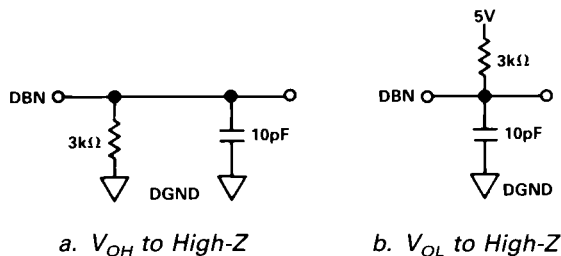 DBN
3kΩ
10pF
DGND
a. VOH to High-Z
5V
3kΩ
DBN
10pF
DGND
b. VOL to High-Z